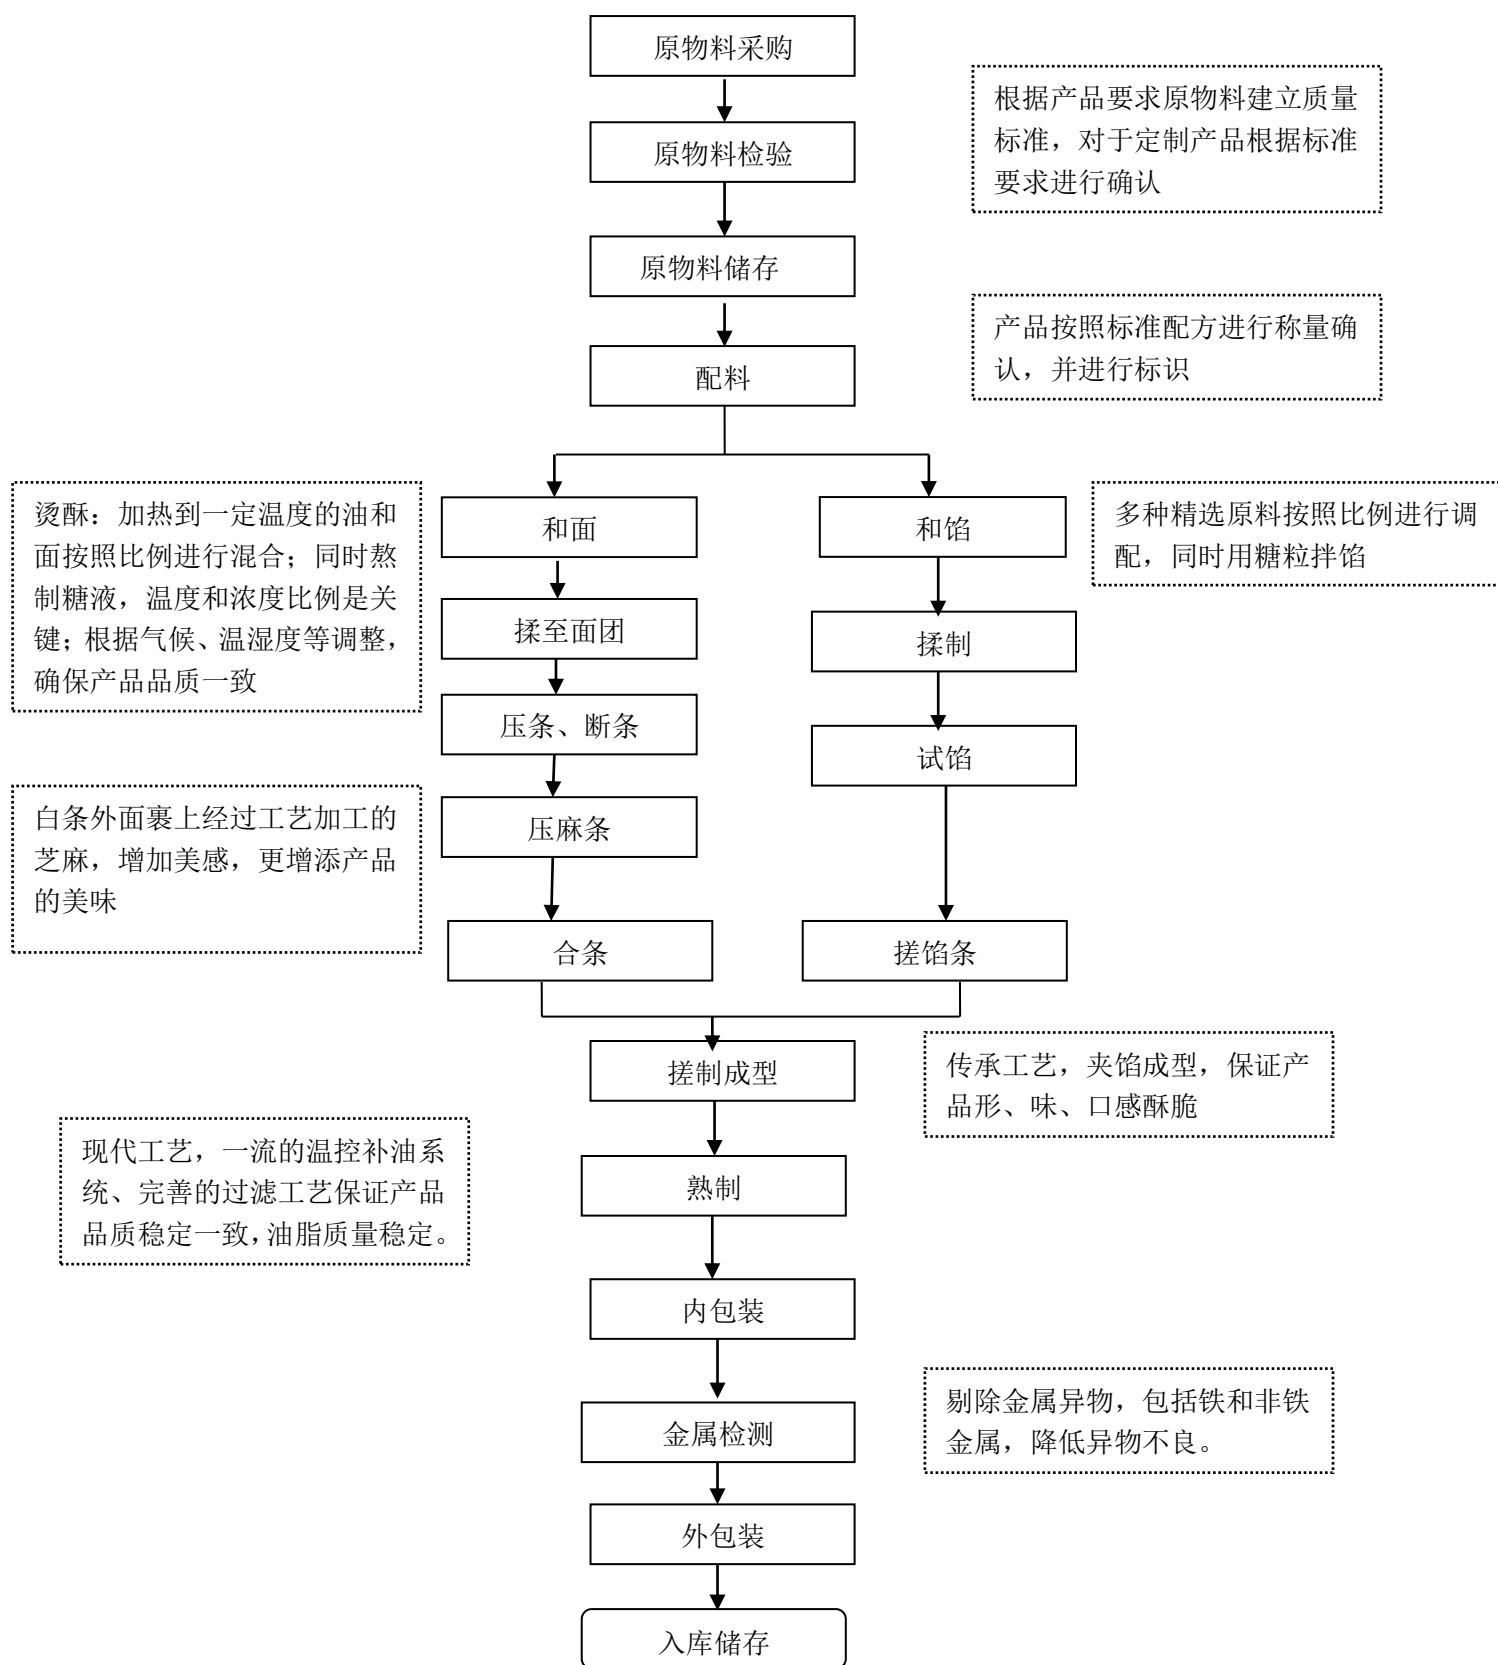 原物料采购
根据产品要求原物料建立质量
标准，对于定制产品根据标准
要求进行确认
原物料检验
原物料储存
产品按照标准配方进行称量确
认，并进行标识
配料
烫酥：加热到一定温度的油和
面按照比例进行混合；同时熬
制糖液，温度和浓度比例是关
键；根据气候、温湿度等调整，
确保产品品质一致
和面
和馅
多种精选原料按照比例进行调
配，同时用糖粒拌馅
揉至面团
揉制
压条、断条
试馅
白条外面裹上经过工艺加工的
芝麻，增加美感，更增添产品
的美味
压麻条
合条
搓馅条
搓制成型
传承工艺，夹馅成型，保证产
品形、味、口感酥脆
现代工艺，一流的温控补油系
统、完善的过滤工艺保证产品
品质稳定一致，油脂质量稳定。
熟制
内包装
剔除金属异物，包括铁和非铁
金属，降低异物不良。
金属检测
外包装
入库储存